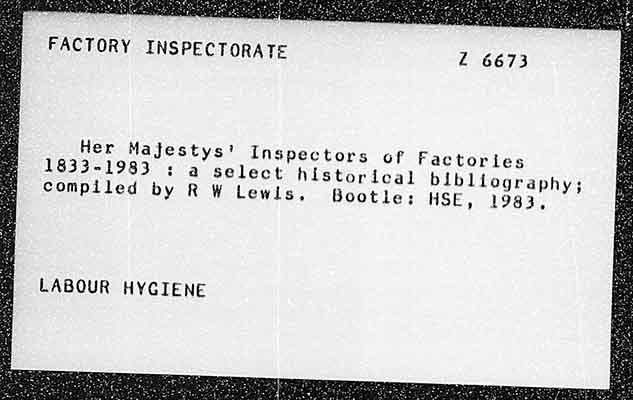 FACTORY INSPECTORATE
Z 6673
Her Majestys' Inspectors of Factories
1833-1983 : a select historical bibliography;
compiled by R W Lewis. Bootle: HSE, 1983.
LABOUR HYGIENE